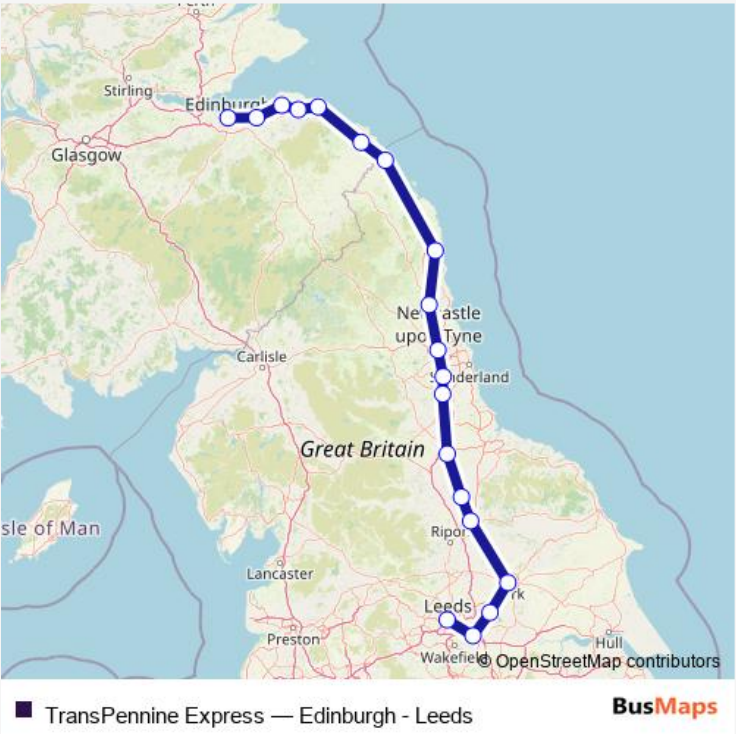 Perth
Stirling
Edinburgh
Glasgow
Newcastle
upon Tyne
Carlisle
Sunderland
Great Britain
sle of Man
Ripon
Lancaster
rk
Leeds
Preston
Hull
Wakefield
© OpenStreetMap contributors
TransPennine Express — Edinburgh - Leeds
BusMaps